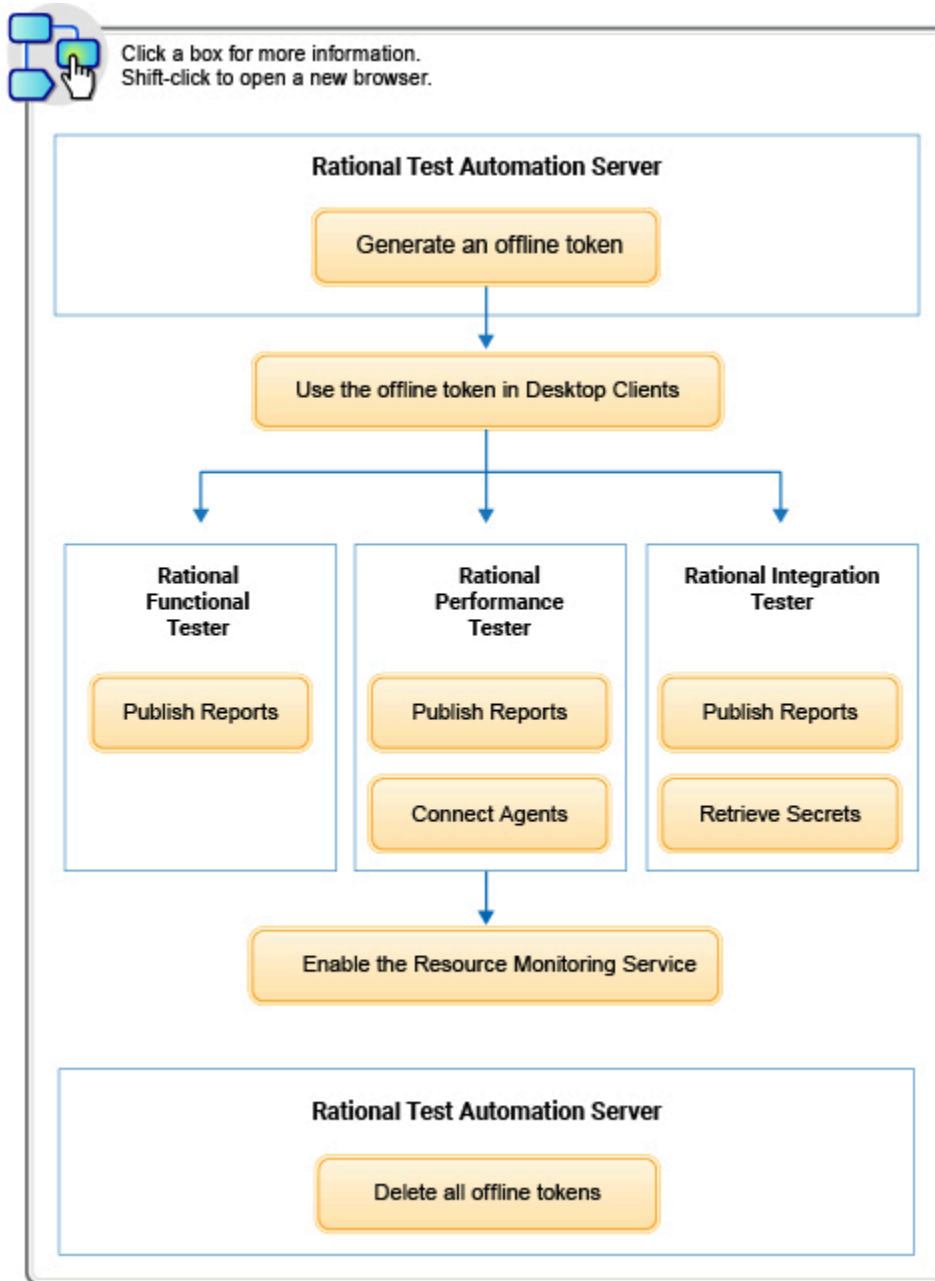 Click a box for more information.
Shift-click to open a new browser.
Rational Test Automation Server
Generate an offline token
Use the offline token in Desktop Clients
Rational
Functional
Tester
Publish Reports
Rational
Performance
Tester
Publish Reports
Connect Agents
Rational Integration
Tester
Publish Reports
Retrieve Secrets
Enable the Resource Monitoring Service
Rational Test Automation Server
Delete all offline tokens